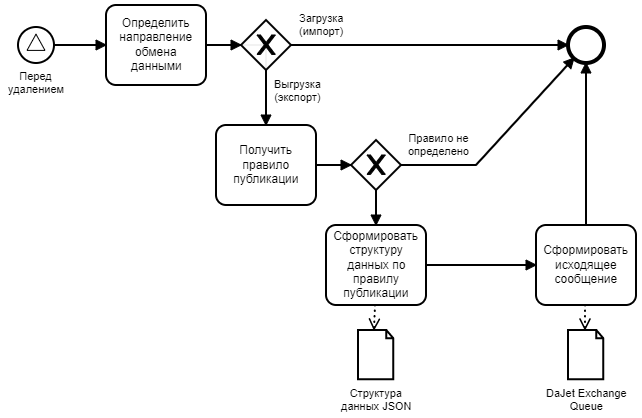 Перед
удалением
Определить
направление
обмена
данными
Загрузка
(импорт)
Выгрузка
(экспорт)
Получить
правило
публикации
Правило не
определено
Сформировать
структуру
данных по
правилу
публикации
Сформировать
исходящее
сообщение
Структура
данных JSON
DaJet Exchange
Queue